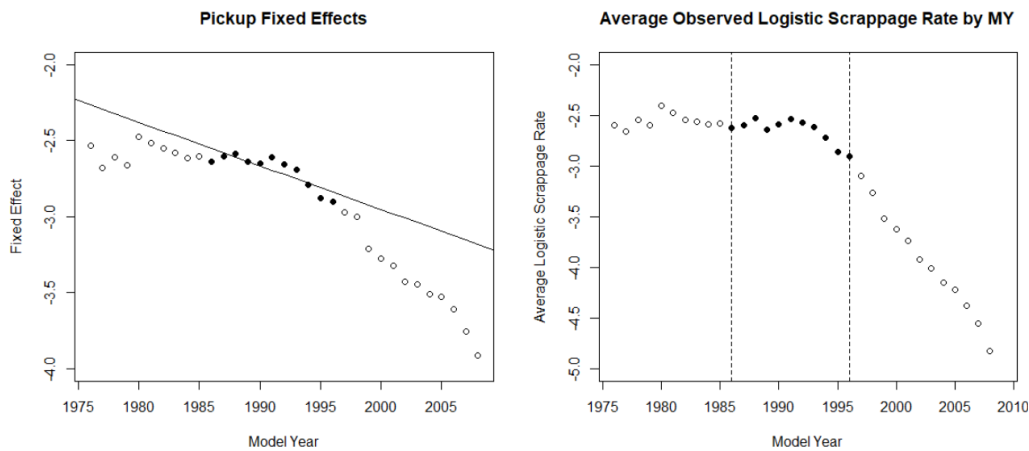 Pickup Fixed Effects
Fixed Effect
-2.0
-2.5
-3.0
-3.5
-4.0
1975 1980 1985 1990 1995 2000 2005
Model Year
Average Observed Logistic Scrappage Rate by MY
Average Logistic Scrappage Rate
-2.0
-2.5
-3.0
-3.5
-4.0
-4.5
-5.0
1975 1980 1985 1990 1995 2000 2005 2010
Model Year